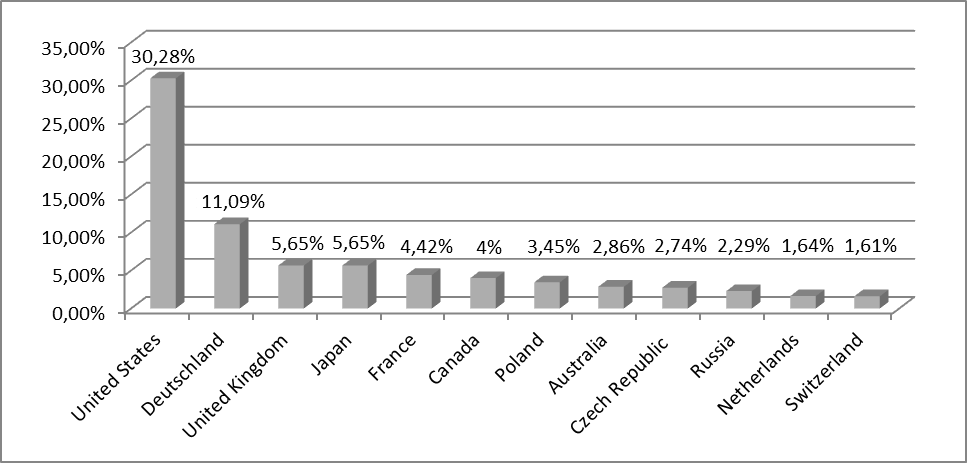 35,00%
30,00%
25,00%
20,00%
15,00%
10,00%
5,00%
0,00%
30,28%
11,09%
5,65%
5,65%
4,42%
4%
3,45%
2,86%
2,74%
2,29%
1,64%
1,61%
United States
Deutschland
United Kingdom
Japan
France
Canada
Poland
Australia
Czech Republic
Russia
Netherlands
Switzerland